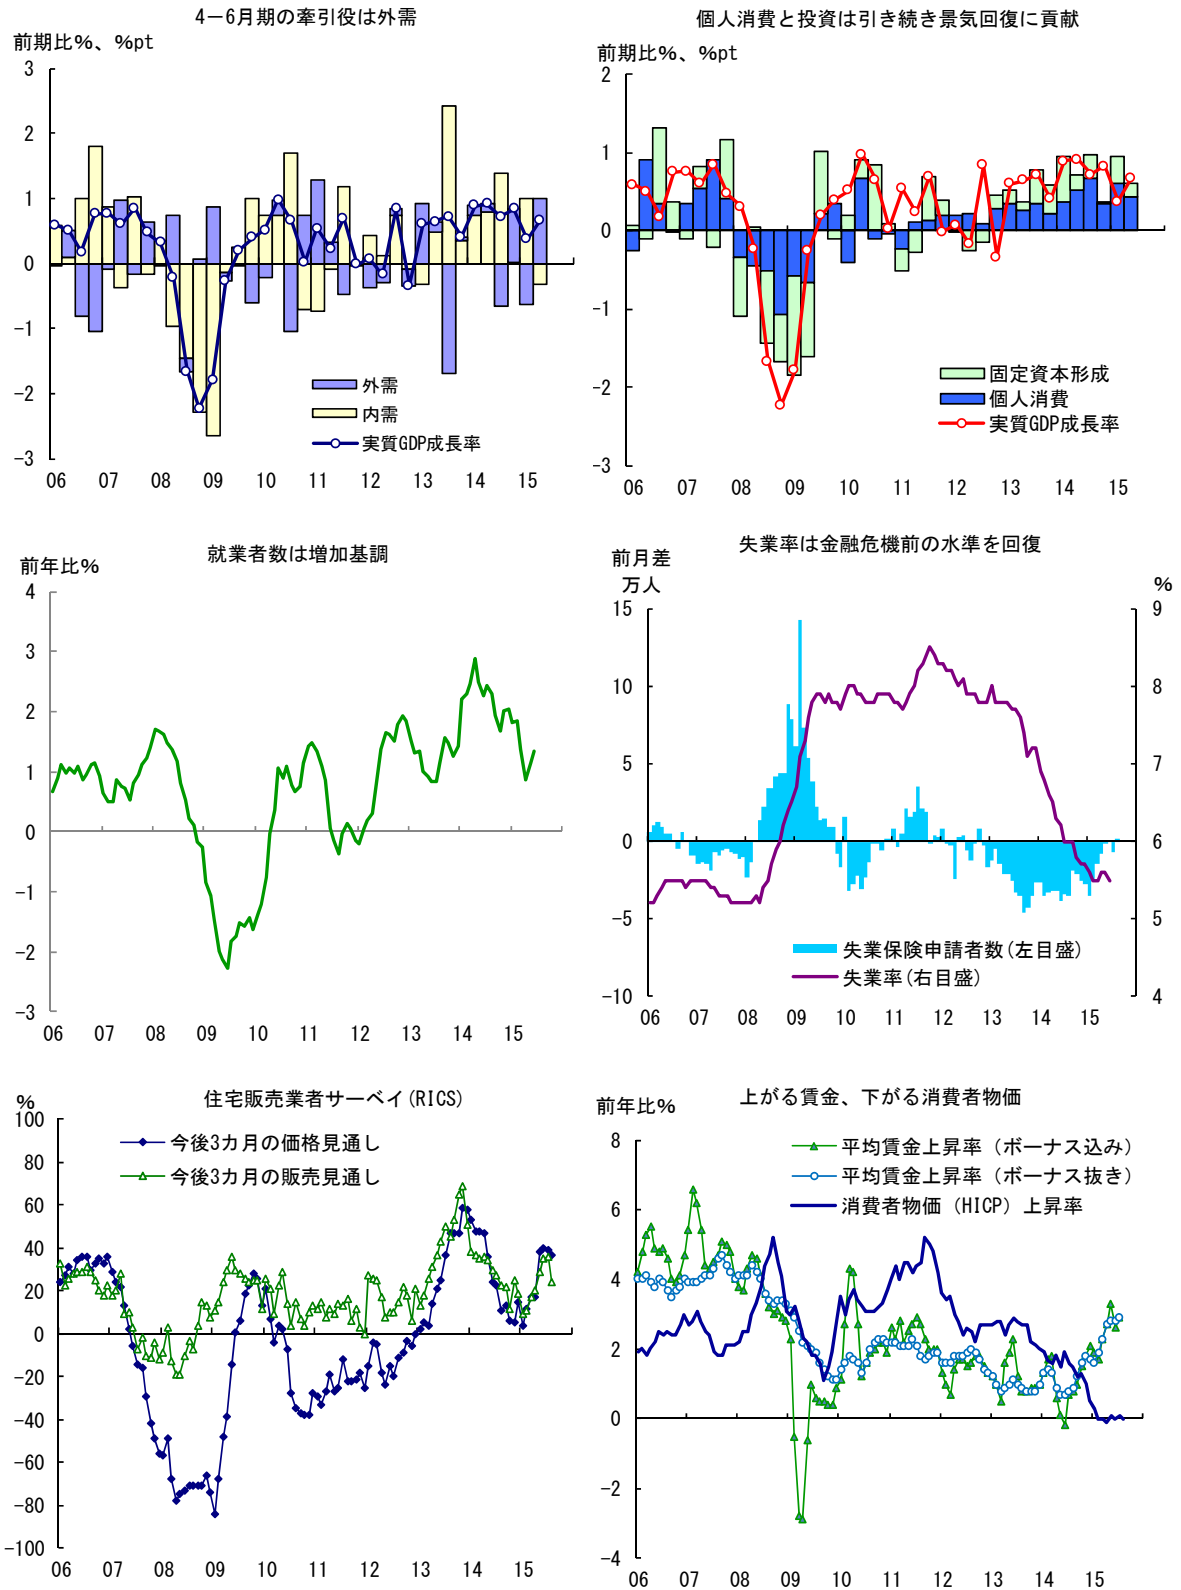 4－6月期の牽引役は外需
前期比%、%pt
3
2
1
0
-1
-2
-3
外需
内需
実質GDP成長率
06 07 08 09 10 11 12 13 14 15
個人消費と投資は引き続き景気回復に貢献
前期比%、%pt
2
1
0
-1
-2
-3
固定資本形成
個人消費
実質GDP成長率
06 07 08 09 10 11 12 13 14 15
就業者数は増加基調
前年比%
4
3
2
1
0
-1
-2
-3
06 07 08 09 10 11 12 13 14 15
失業率は金融危機前の水準を回復
前月差
万人
%
15
10
5
0
-5
-10
9
8
7
6
5
4
失業保険申請者数(左目盛)
失業率(右目盛)
06 07 08 09 10 11 12 13 14 15
住宅販売業者サーベイ(RICS)
%
100
80
60
40
20
0
-20
-40
-60
-80
-100
今後3カ月の価格見通し
今後3カ月の販売見通し
06 07 08 09 10 11 12 13 14 15
上がる賃金、下がる消費者物価
前年比%
8
6
4
2
0
-2
-4
平均賃金上昇率（ボーナス込み）
平均賃金上昇率（ボーナス抜き）
消費者物価（HICP）上昇率
06 07 08 09 10 11 12 13 14 15